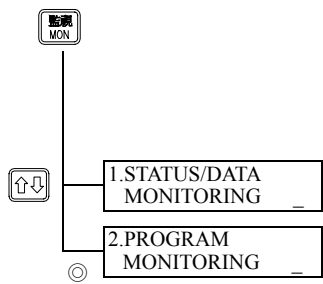 監視
MON
1.STATUS/DATA
MONITORING _
2.PROGRAM
MONITORING _